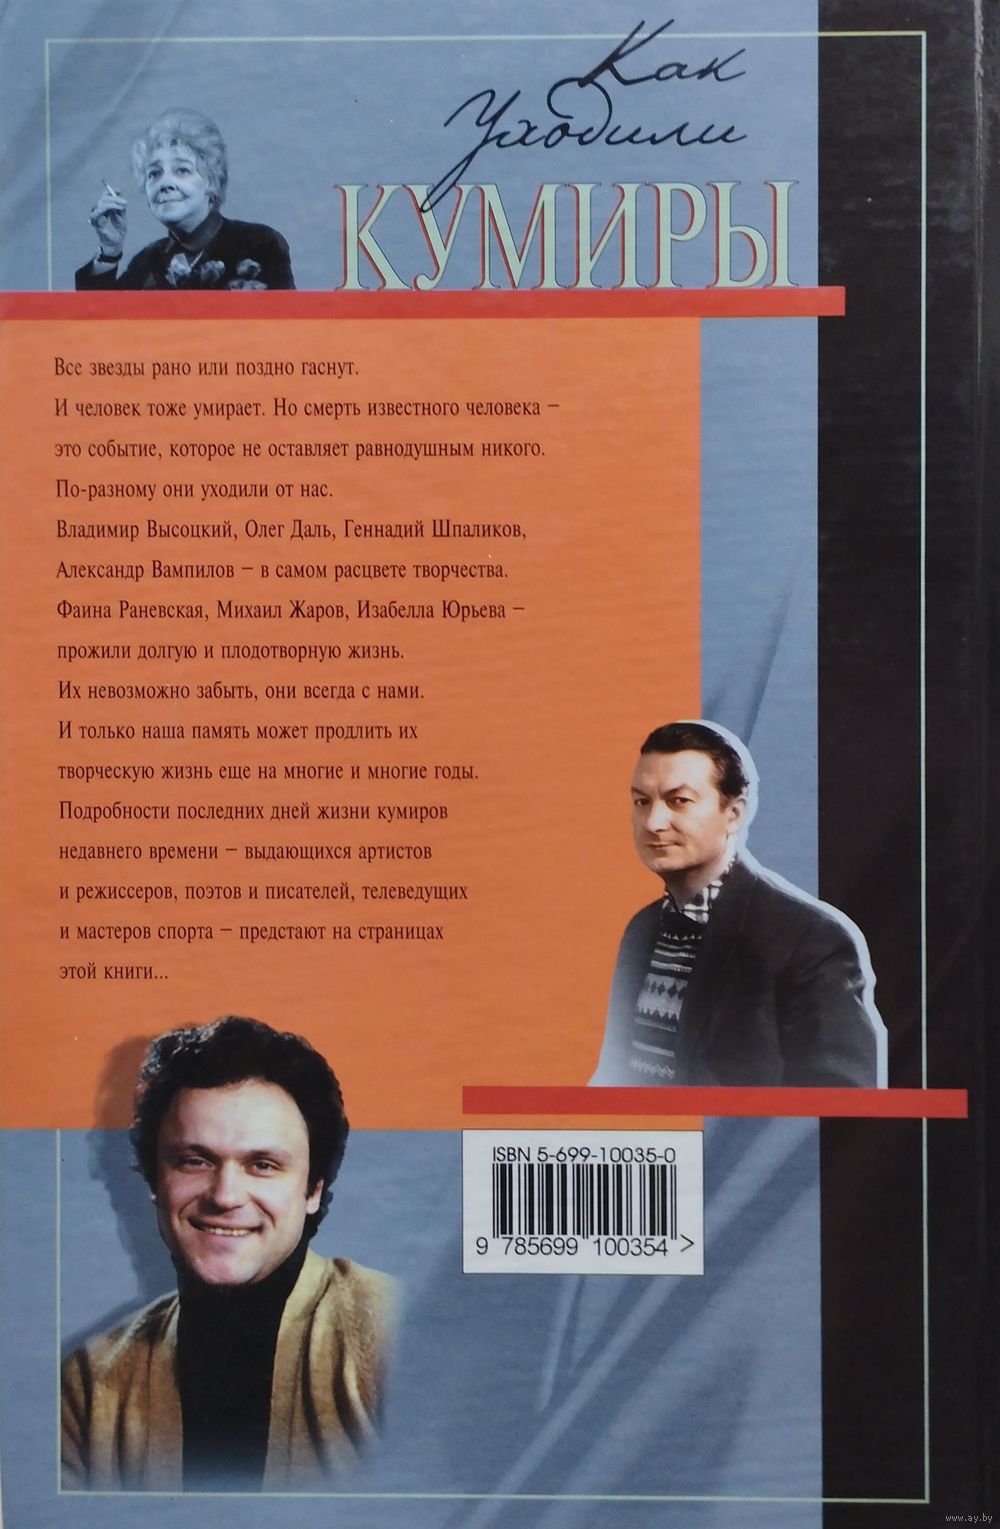 Как
Уходили
КУМИРЫ
Все звезды рано или поздно гаснут.
И человек тоже умирает. Но смерть известного человека –
это событие, которое не оставляет равнодушным никого.
По-разному они уходили от нас.
Владимир Высоцкий, Олег Даль, Геннадий Шпаликов,
Александр Вампилов – в самом расцвете творчества.
Фаина Раневская, Михаил Жаров, Изабелла Юрьева –
прожили долгую и плодотворную жизнь.
Их невозможно забыть, они всегда с нами.
И только наша память может продлить их
творческую жизнь еще на многие и многие годы.
Подробности последних дней жизни кумиров
недавнего времени – выдающихся артистов
и режиссеров, поэтов и писателей, телеведущих
и мастеров спорта – предстают на страницах
этой книги...
ISBN 5-699-10035-0
9 785699 100354 >
www.ay.by